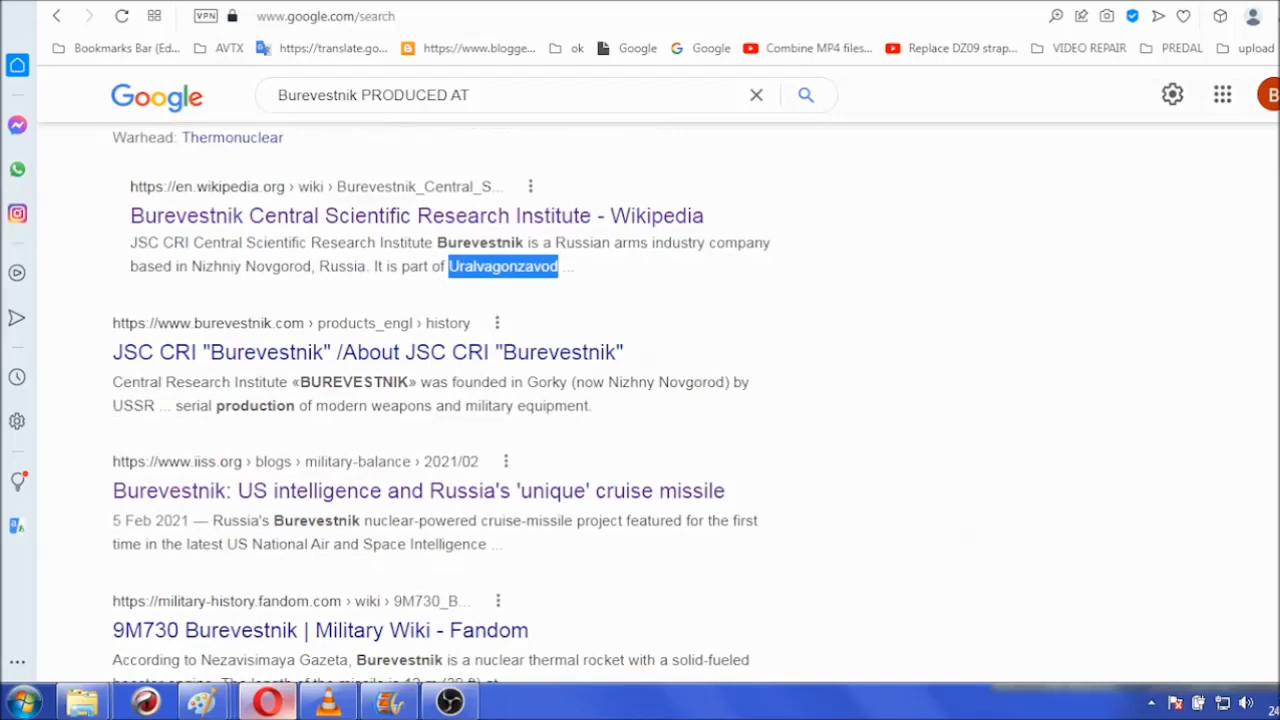 VPN www.google.com/search
Bookmarks Bar (Ed... AVTX https://translate.go... https://www.blogge... ok Google Google Combine MP4 files... Replace DZ09 strap... VIDEO REPAIR PREDAL upload
Google Burevestnik PRODUCED AT B
Warhead: Thermonuclear
https://en.wikipedia.org › wiki › Burevestnik_Central_S...
Burevestnik Central Scientific Research Institute - Wikipedia
JSC CRI Central Scientific Research Institute Burevestnik is a Russian arms industry company
based in Nizhniy Novgorod, Russia. It is part of Uralvagonzavod ...
https://www.burevestnik.com › products_engl › history
JSC CRI "Burevestnik" /About JSC CRI "Burevestnik"
Central Research Institute «BUREVESTNIK» was founded in Gorky (now Nizhny Novgorod) by
USSR ... serial production of modern weapons and military equipment.
https://www.iiss.org › blogs › military-balance › 2021/02
Burevestnik: US intelligence and Russia's 'unique' cruise missile
5 Feb 2021 — Russia's Burevestnik nuclear-powered cruise-missile project featured for the first
time in the latest US National Air and Space Intelligence ...
https://military-history.fandom.com › wiki › 9M730_B...
9M730 Burevestnik | Military Wiki - Fandom
According to Nezavisimaya Gazeta, Burevestnik is a nuclear thermal rocket with a solid-fueled
24